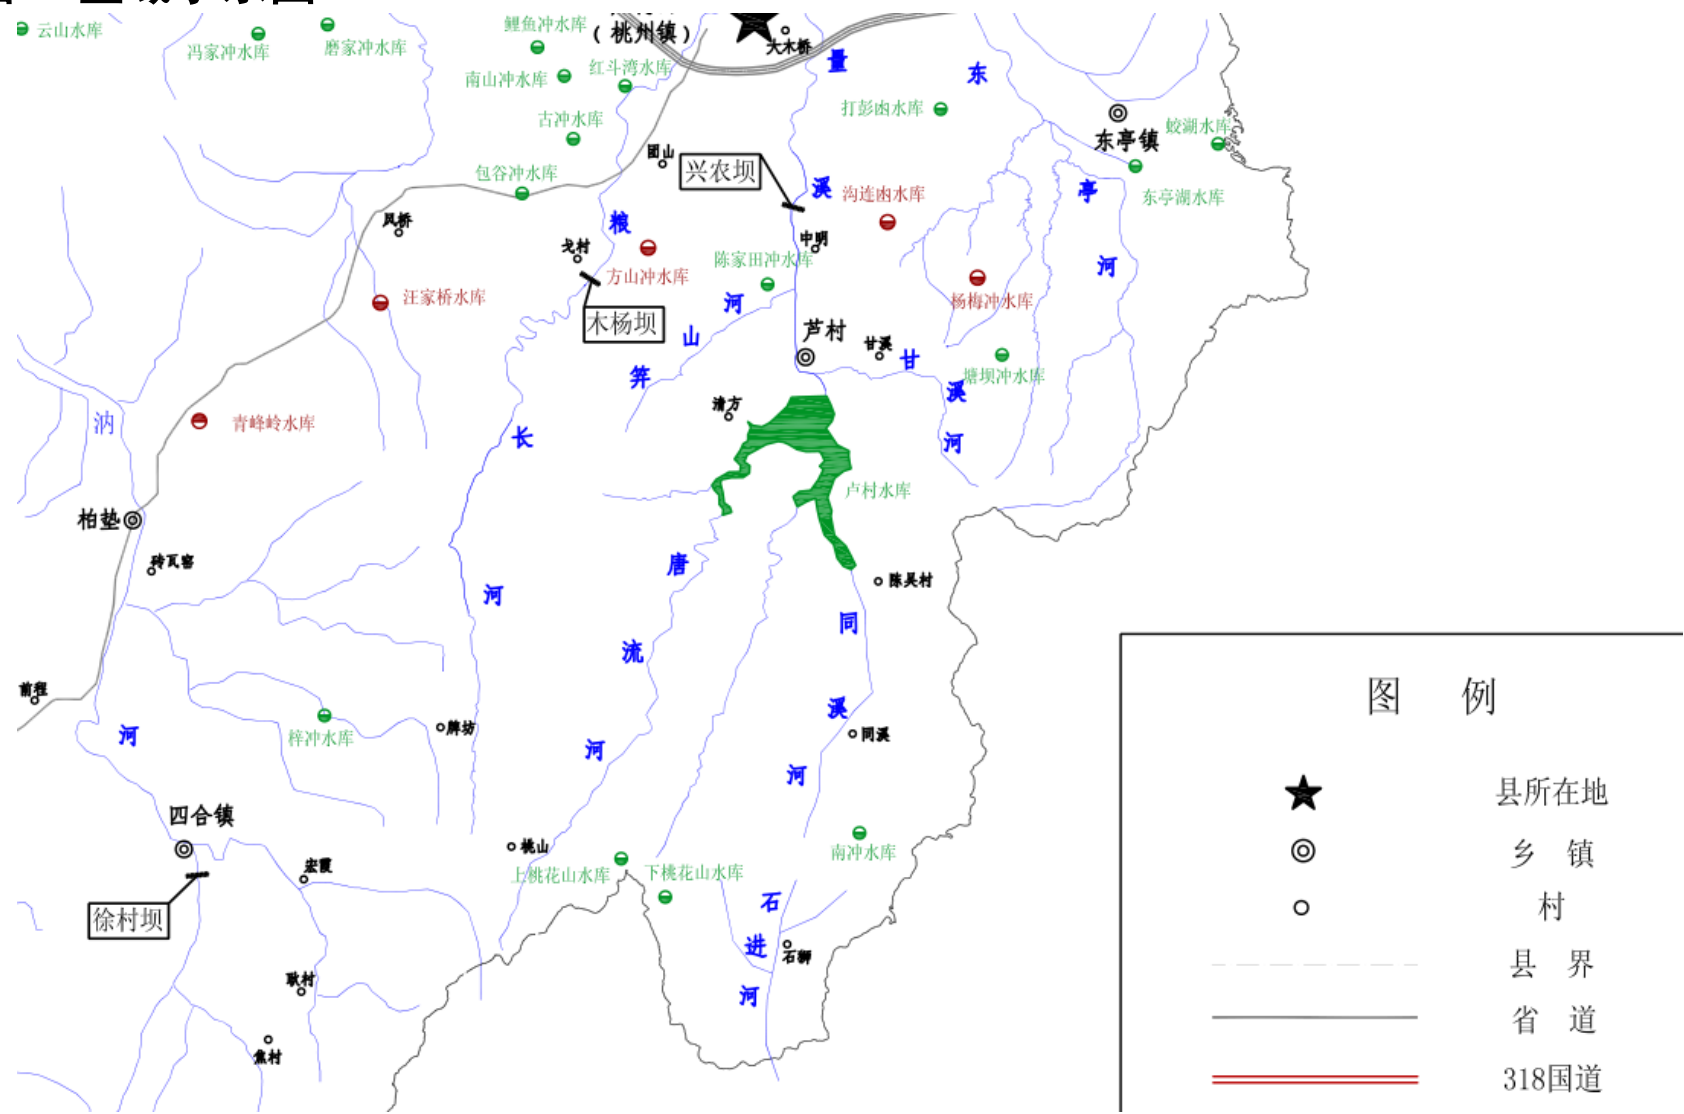 云山水库
冯家冲水库
磨家冲水库
鲤鱼冲水库
(桃州镇)
大木桥
南山冲水库
红斗湾水库
量
东
打彭凼水库
古冲水库
东亭镇
蛟湖水库
团山
兴农坝
包谷冲水库
溪
沟连凼水库
亭
东亭湖水库
凤桥
粮
戈村
中明
陈家田冲水库
河
方山冲水库
汪家桥水库
河
杨梅冲水库
木杨坝
山
芦村
甘溪
甘
笄
塘坝冲水库
溪
清方
汭
青峰岭水库
长
河
卢村水库
柏垫
砖瓦窑
唐
陈吴村
河
同
流
前程
溪
河
梓冲水库
牌坊
同溪
河
河
四合镇
桃山
南冲水库
宏霞
上桃花山水库
下桃花山水库
石
徐村坝
进
石狮
耿村
河
焦村
图 例
县所在地
乡 镇
村
县 界
省 道
318国道